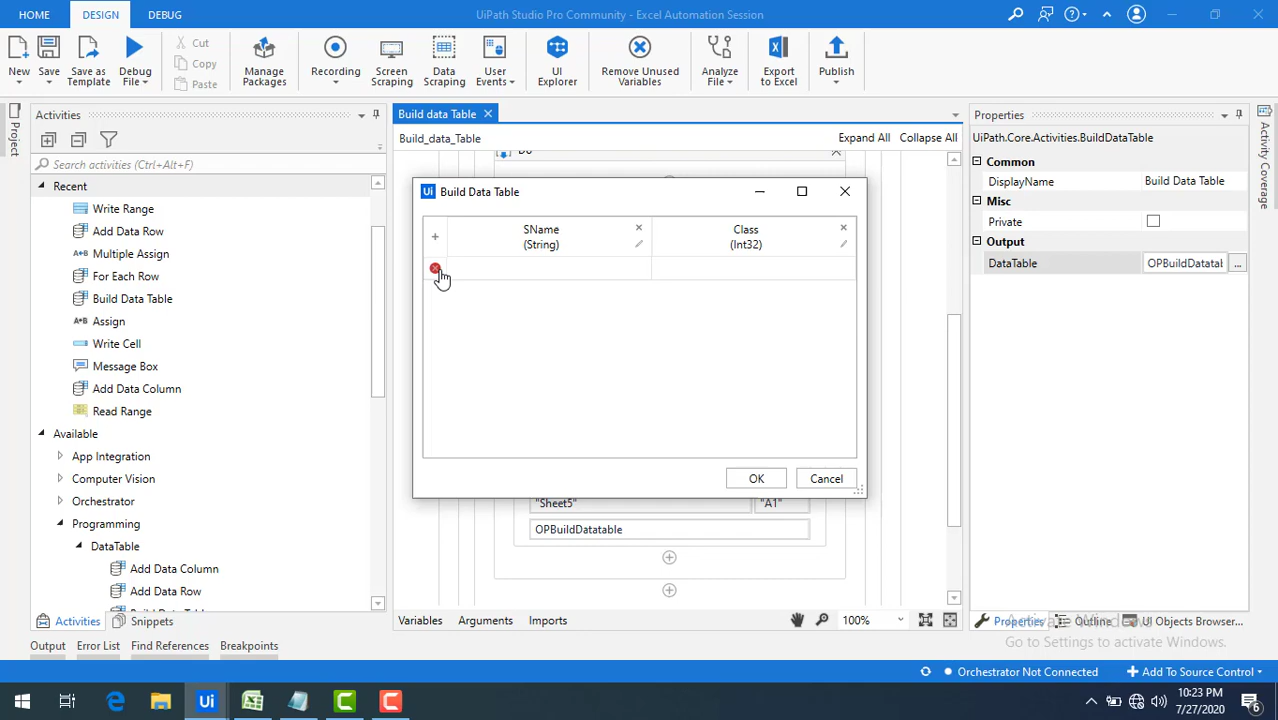 HOME DESIGN DEBUG UiPath Studio Pro Community - Excel Automation Session
New Save Save as Template Debug File Cut Copy Paste Manage Packages Recording Screen Scraping Data Scraping User Events UI Explorer Remove Unused Variables Analyze File Export to Excel Publish
Project
Activities
Search activities (Ctrl+Alt+F)
Recent
Write Range
Add Data Row
Multiple Assign
For Each Row
Build Data Table
Assign
Write Cell
Message Box
Add Data Column
Read Range
Available
App Integration
Computer Vision
Orchestrator
Programming
DataTable
Add Data Column
Add Data Row
Activities Snippets
Build data Table
Build_data_Table Expand All Collapse All
Ui Build Data Table
SName Class
(String) (Int32)
OK Cancel
"Sheet5" "A1"
OPBuildDatatable
Variables Arguments Imports 100%
Properties
UiPath.Core.Activities.BuildDataTable
Common
DisplayName Build Data Table
Misc
Private
Output
DataTable OPBuildDatatal ...
Activity Coverage
Properties Outline UI Objects Browser...
Activate Windows
Go to Settings to activate Windows.
Output Error List Find References Breakpoints
Orchestrator Not Connected Add To Source Control
Ui
10:23 PM
7/27/2020
6